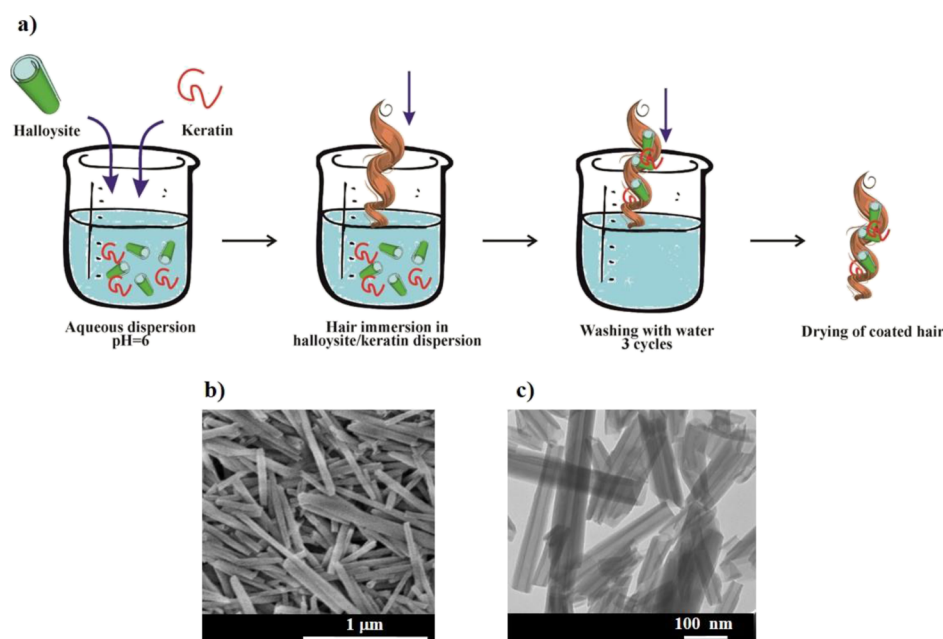 a)
Halloysite
Keratin
Aqueous dispersion
pH=6
Hair immersion in
halloysite/keratin dispersion
Washing with water
3 cycles
Drying of coated hair
b)
c)
1 μm
100 nm